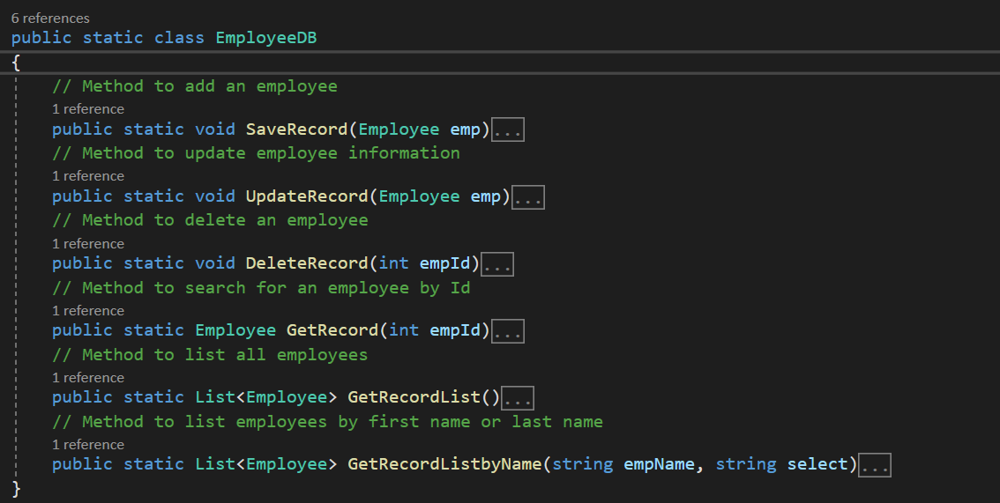 6 references
public static class EmployeeDB
{
// Method to add an employee
1 reference
public static void SaveRecord(Employee emp)...
// Method to update employee information
1 reference
public static void UpdateRecord(Employee emp)...
// Method to delete an employee
1 reference
public static void DeleteRecord(int empId)...
// Method to search for an employee by Id
1 reference
public static Employee GetRecord(int empId)...
// Method to list all employees
1 reference
public static List<Employee> GetRecordList()...
// Method to list employees by first name or last name
1 reference
public static List<Employee> GetRecordListbyName(string empName, string select)...
}